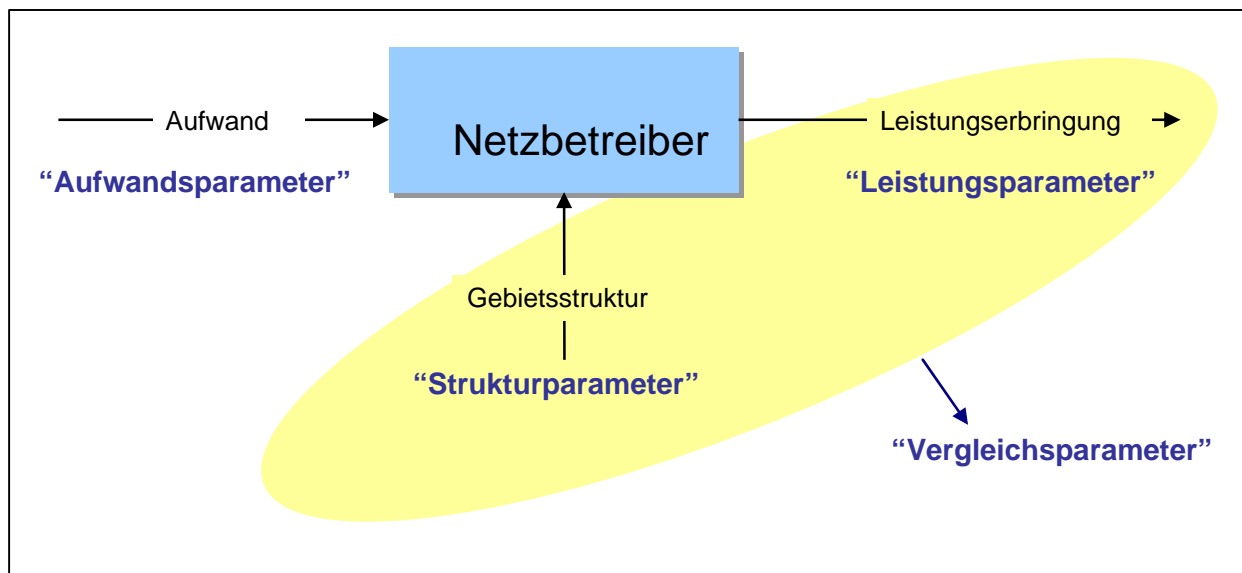 Aufwand
Netzbetreiber
Leistungserbringung
“Aufwandsparameter”
“Leistungsparameter”
Gebietsstruktur
“Strukturparameter”
“Vergleichsparameter”